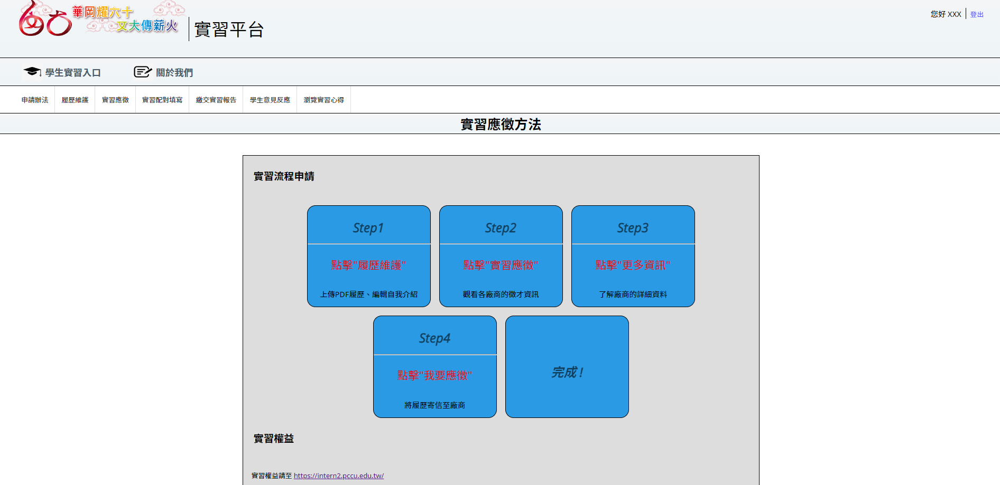 華岡耀六十
文大傳薪火
實習平台
您好 XXX
登出
學生實習入口
關於我們
申請辦法
履歷維護
實習應徵
實習配對填寫
繳交實習報告
學生意見反應
瀏覽實習心得
實習應徵方法
實習流程申請
Step1
點擊"履歷維護"
上傳PDF履歷、編輯自我介紹
Step2
點擊"實習應徵"
觀看各廠商的徵才資訊
Step3
點擊"更多資訊"
了解廠商的詳細資料
Step4
點擊"我要應徵"
將履歷寄信至廠商
完成 !
實習權益
實習權益請至 https://intern2.pccu.edu.tw/